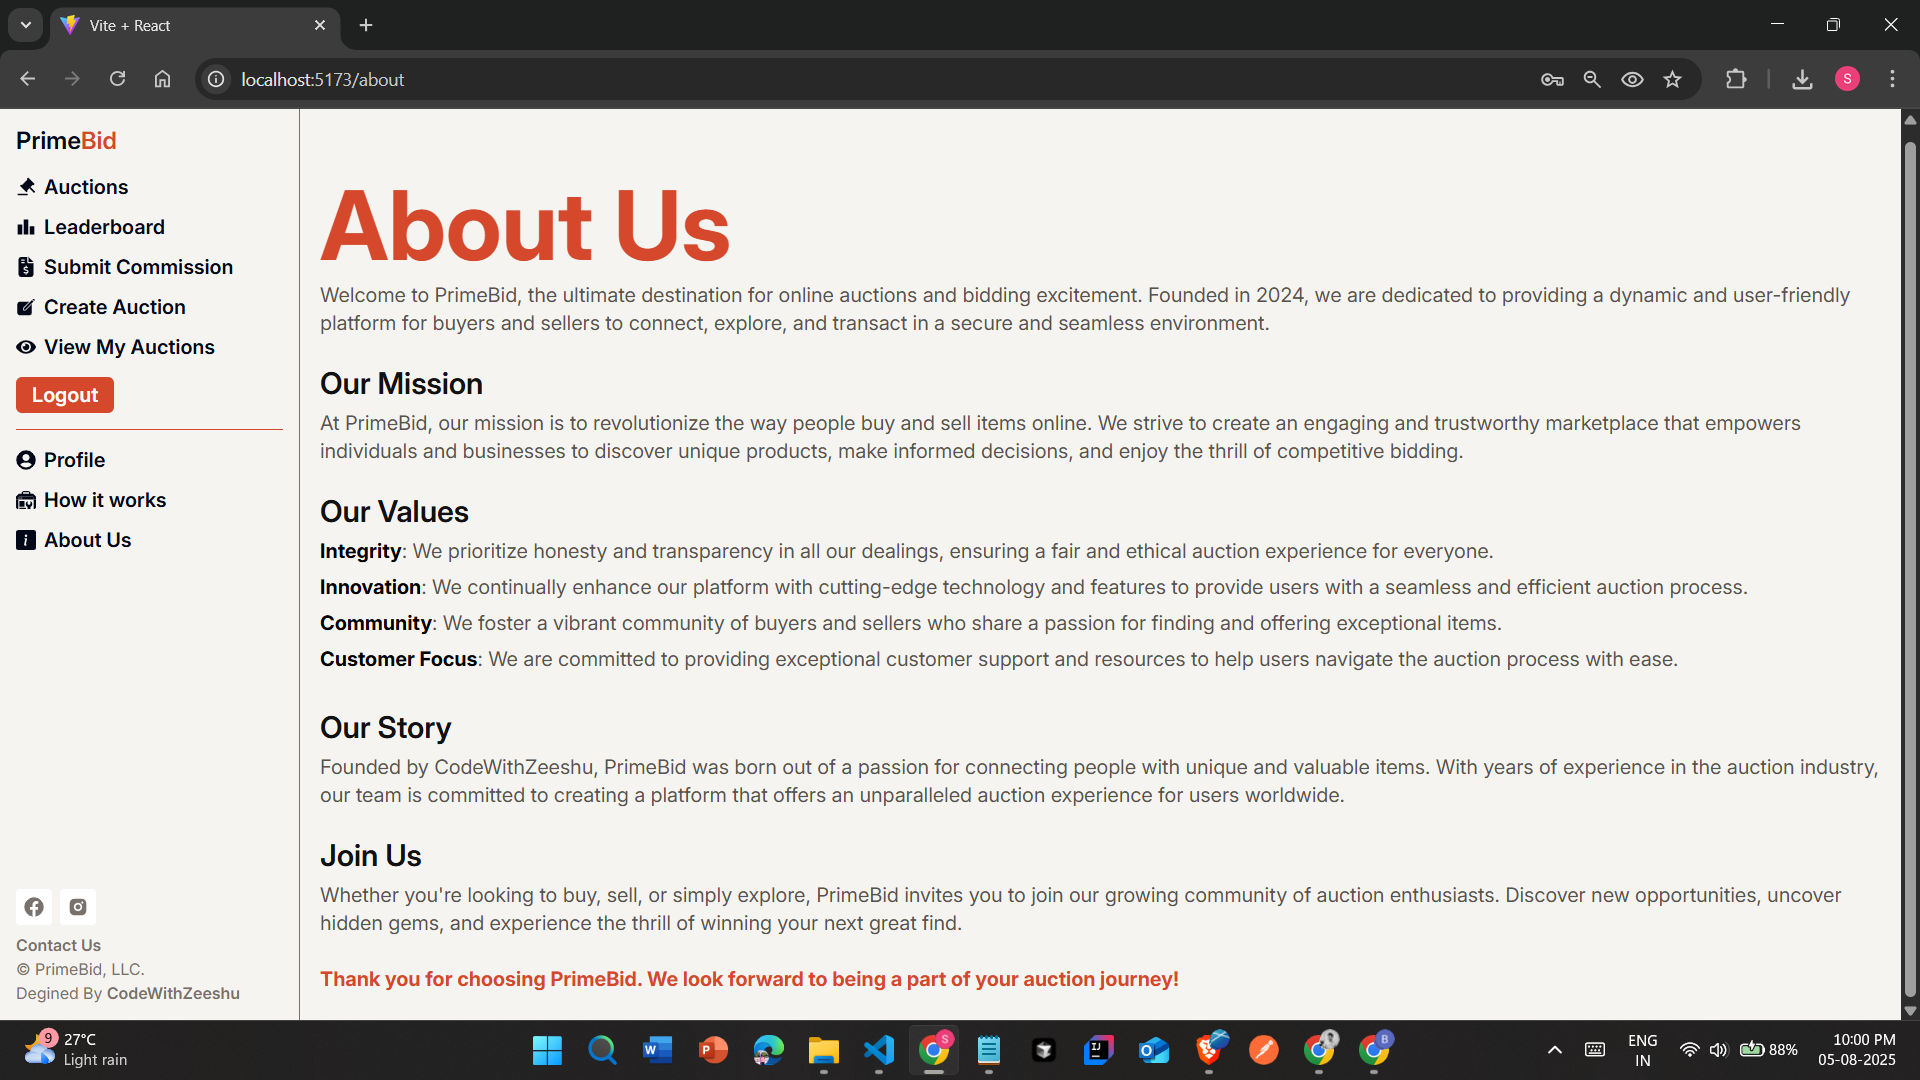 Vite + React
localhost:5173/about
S
PrimeBid
Auctions
Leaderboard
Submit Commission
Create Auction
View My Auctions
Logout
Profile
How it works
About Us
Contact Us
© PrimeBid, LLC.
Degined By CodeWithZeeshu
About Us
Welcome to PrimeBid, the ultimate destination for online auctions and bidding excitement. Founded in 2024, we are dedicated to providing a dynamic and user-friendly
platform for buyers and sellers to connect, explore, and transact in a secure and seamless environment.
Our Mission
At PrimeBid, our mission is to revolutionize the way people buy and sell items online. We strive to create an engaging and trustworthy marketplace that empowers
individuals and businesses to discover unique products, make informed decisions, and enjoy the thrill of competitive bidding.
Our Values
Integrity: We prioritize honesty and transparency in all our dealings, ensuring a fair and ethical auction experience for everyone.
Innovation: We continually enhance our platform with cutting-edge technology and features to provide users with a seamless and efficient auction process.
Community: We foster a vibrant community of buyers and sellers who share a passion for finding and offering exceptional items.
Customer Focus: We are committed to providing exceptional customer support and resources to help users navigate the auction process with ease.
Our Story
Founded by CodeWithZeeshu, PrimeBid was born out of a passion for connecting people with unique and valuable items. With years of experience in the auction industry,
our team is committed to creating a platform that offers an unparalleled auction experience for users worldwide.
Join Us
Whether you're looking to buy, sell, or simply explore, PrimeBid invites you to join our growing community of auction enthusiasts. Discover new opportunities, uncover
hidden gems, and experience the thrill of winning your next great find.
Thank you for choosing PrimeBid. We look forward to being a part of your auction journey!
9
27°C
Light rain
W
P
S
IJ
O
B
ENG
IN
88%
10:00 PM
05-08-2025